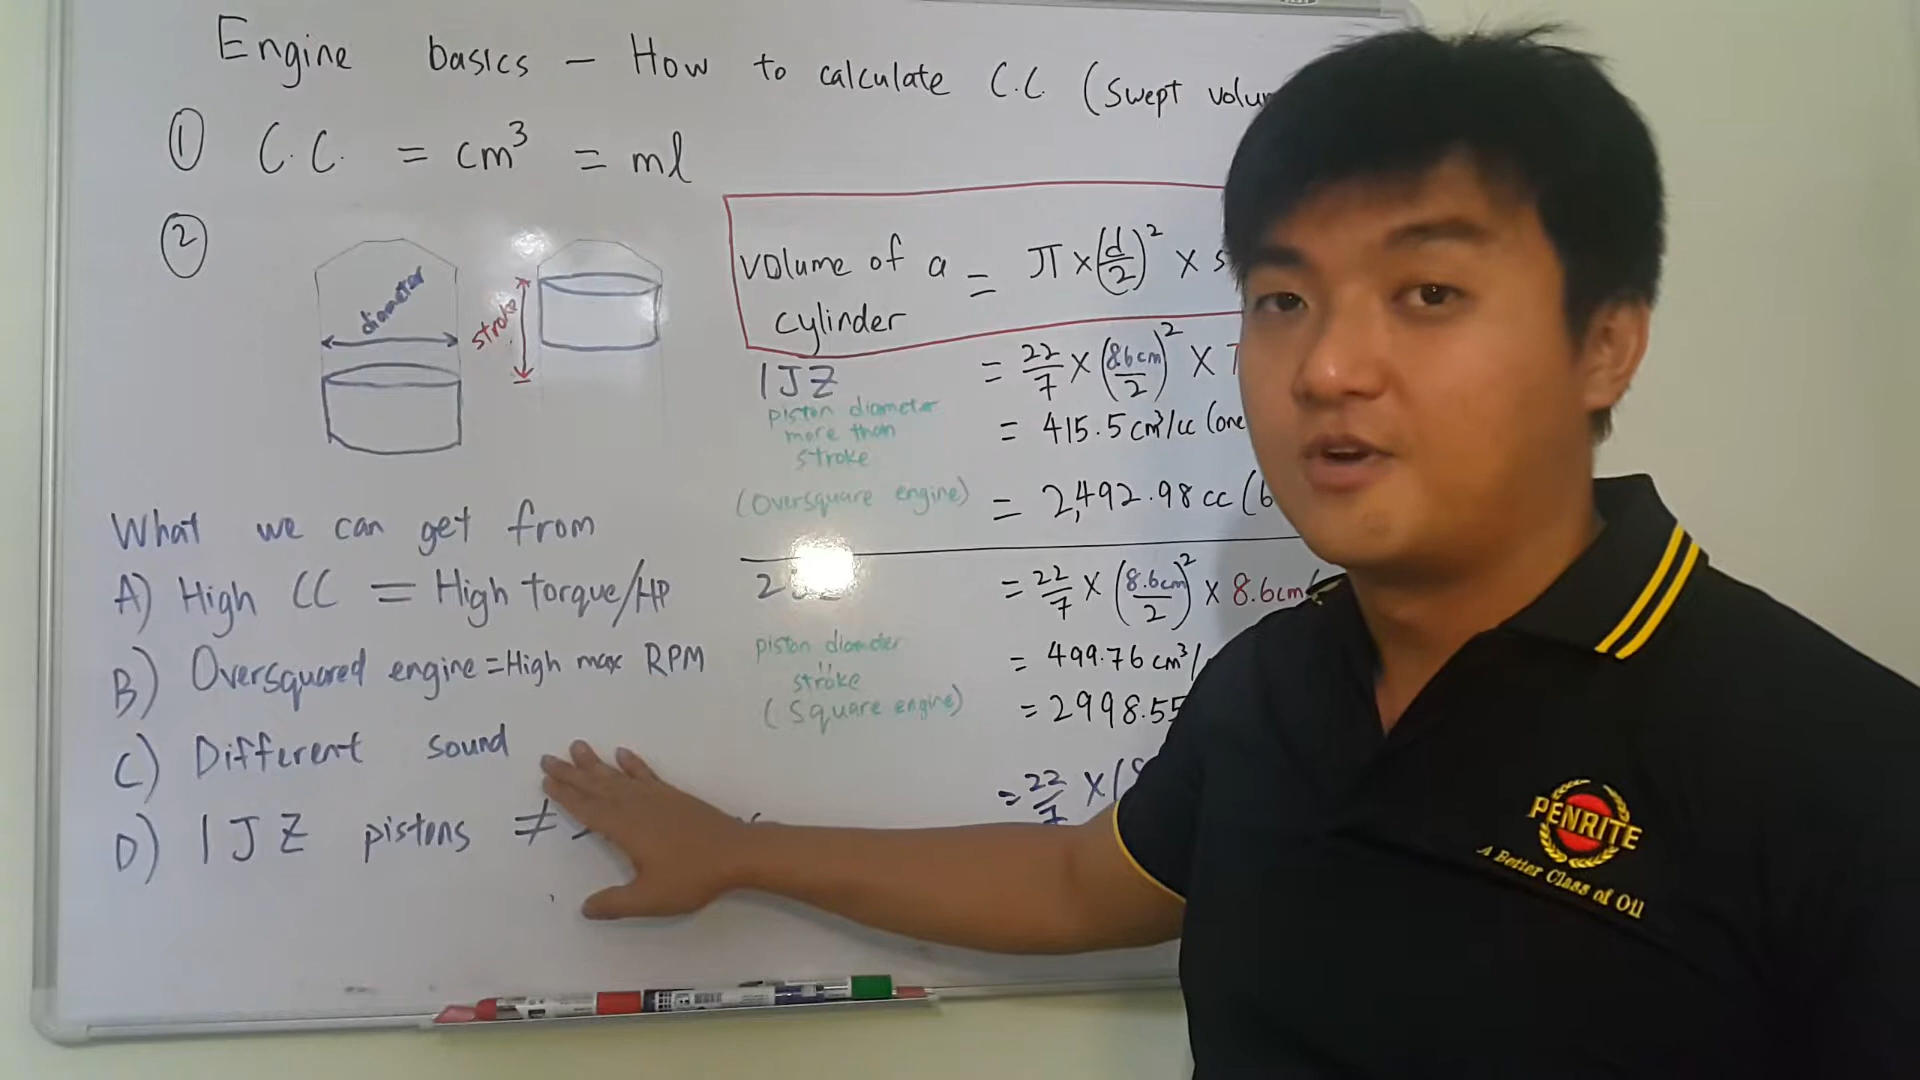 Engine basics - How to calculate C.C. (Swept
① C.C. = cm³ = ml
②
diameter
stroke
volume of a cylinder = π × (d/2)² × s
1JZ = 22/7 × (8.6cm/2)² × 7
piston diameter
more than
stroke
= 415.5 cm³/cc (one
(Oversquare engine) = 2,492.98 cc (6
2 = 22/7 × (8.6cm/2)² × 8.6cm
piston diameter
"
stroke
= 499.76 cm³/
(Square engine) = 2998.55
= 22/7 × (8
What we can get from
A) High CC = High torque/HP
B) Oversquared engine = High max RPM
C) Different sound
D) 1JZ pistons ≠
PENRITE
A Better Class of Oil